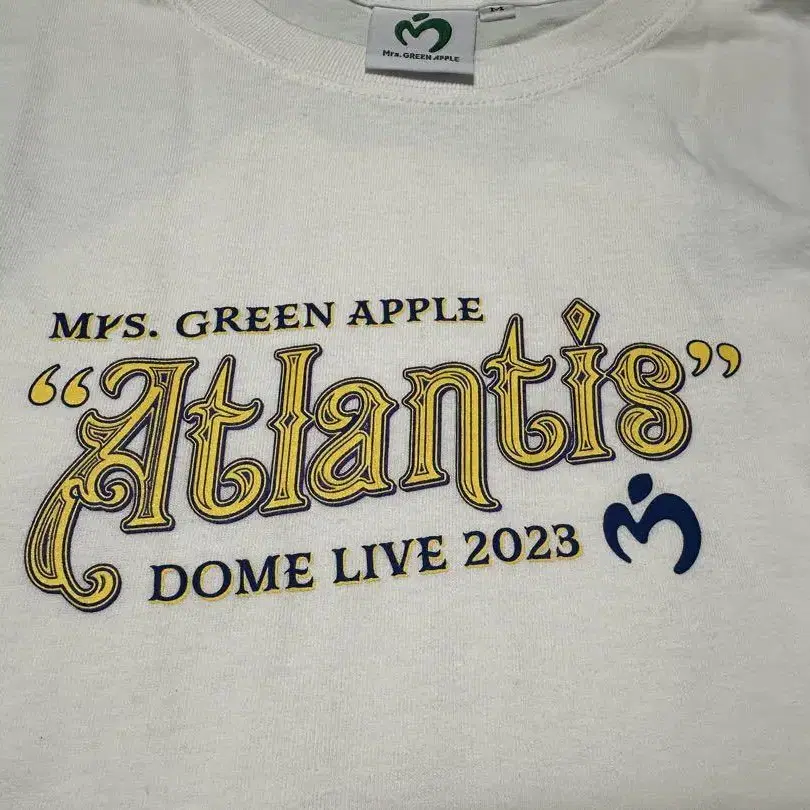 M
Mrs. GREEN APPLE
Mrs. GREEN APPLE
“Atlantis”
DOME LIVE 2023